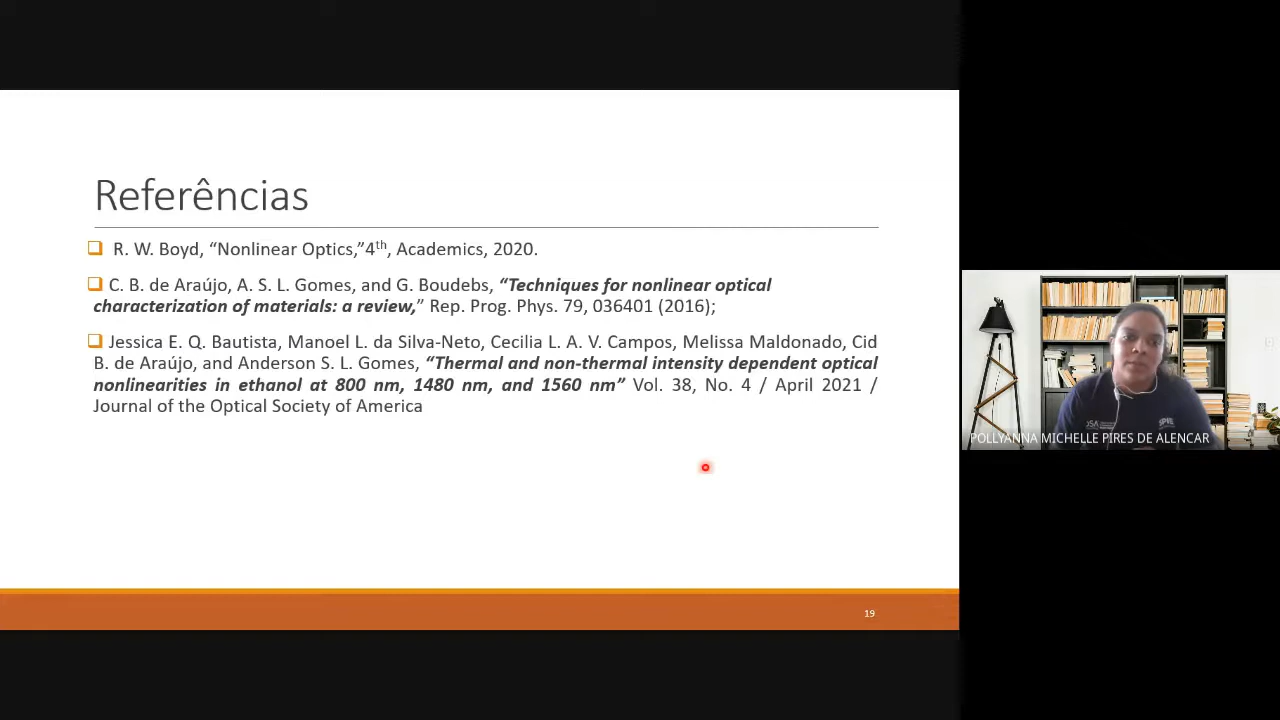 Referências
❑ R. W. Boyd, “Nonlinear Optics,”4th, Academics, 2020.
❑ C. B. de Araújo, A. S. L. Gomes, and G. Boudebs, “Techniques for nonlinear optical
characterization of materials: a review,” Rep. Prog. Phys. 79, 036401 (2016);
❑ Jessica E. Q. Bautista, Manoel L. da Silva-Neto, Cecilia L. A. V. Campos, Melissa Maldonado, Cid
B. de Araújo, and Anderson S. L. Gomes, “Thermal and non-thermal intensity dependent optical
nonlinearities in ethanol at 800 nm, 1480 nm, and 1560 nm” Vol. 38, No. 4 / April 2021 /
Journal of the Optical Society of America
19
OSA
SPIE
POLLYANNA MICHELLE PIRES DE ALENCAR